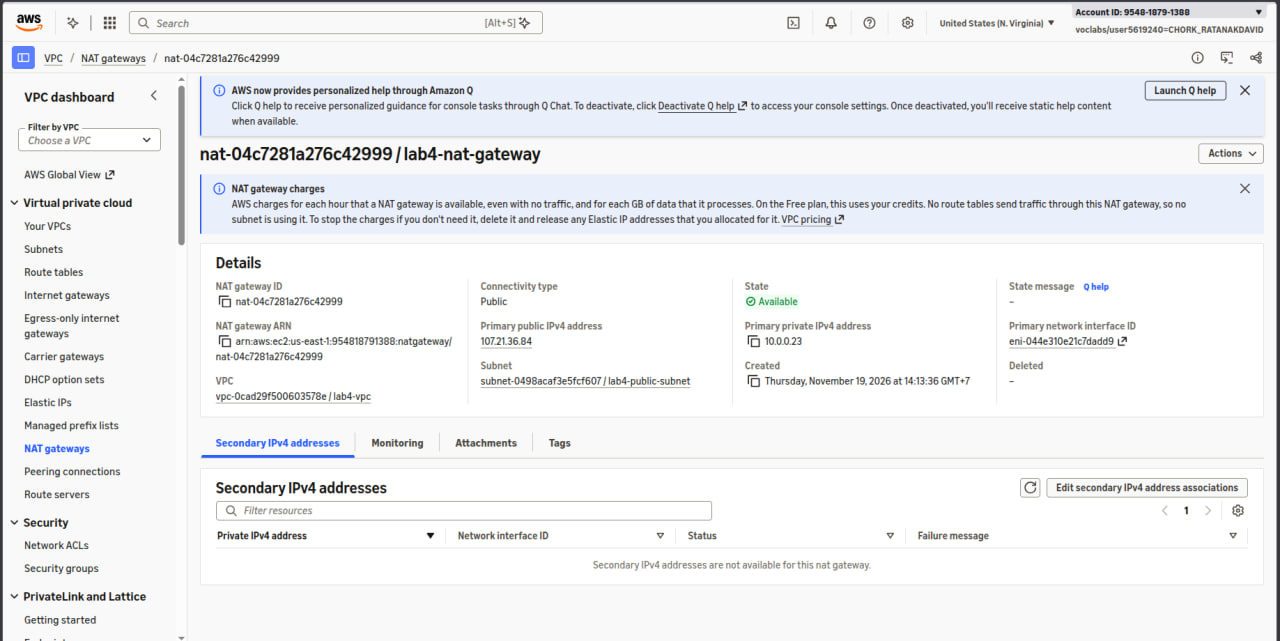 aws
Search
[Alt+S]
United States (N. Virginia)
Account ID: 9548-1879-1388
voclabs/user5619240=CHORK_RATANAKDAVID
VPC / NAT gateways / nat-04c7281a276c42999
VPC dashboard
Filter by VPC
Choose a VPC
AWS Global View
Virtual private cloud
Your VPCs
Subnets
Route tables
Internet gateways
Egress-only internet
gateways
Carrier gateways
DHCP option sets
Elastic IPs
Managed prefix lists
NAT gateways
Peering connections
Route servers
Security
Network ACLs
Security groups
PrivateLink and Lattice
Getting started
AWS now provides personalized help through Amazon Q
Click Q help to receive personalized guidance for console tasks through Q Chat. To deactivate, click Deactivate Q help to access your console settings. Once deactivated, you'll receive static help content
when available.
Launch Q help
nat-04c7281a276c42999 / lab4-nat-gateway
Actions
NAT gateway charges
AWS charges for each hour that a NAT gateway is available, even with no traffic, and for each GB of data that it processes. On the Free plan, this uses your credits. No route tables send traffic through this NAT gateway, so no
subnet is using it. To stop the charges if you don't need it, delete it and release any Elastic IP addresses that you allocated for it. VPC pricing
Details
NAT gateway ID
nat-04c7281a276c42999
NAT gateway ARN
arn:aws:ec2:us-east-1:954818791388:natgateway/
nat-04c7281a276c42999
VPC
vpc-0cad29f500603578e / lab4-vpc
Connectivity type
Public
Primary public IPv4 address
107.21.36.84
Subnet
subnet-0498acaf3e5fcf607 / lab4-public-subnet
State
Available
Primary private IPv4 address
10.0.0.23
Created
Thursday, November 19, 2026 at 14:13:36 GMT+7
State message Q help
–
Primary network interface ID
eni-044e310e21c7dadd9
Deleted
–
Secondary IPv4 addresses
Monitoring
Attachments
Tags
Secondary IPv4 addresses
Edit secondary IPv4 address associations
Filter resources
1
Private IPv4 address
Network interface ID
Status
Failure message
Secondary IPv4 addresses are not available for this nat gateway.